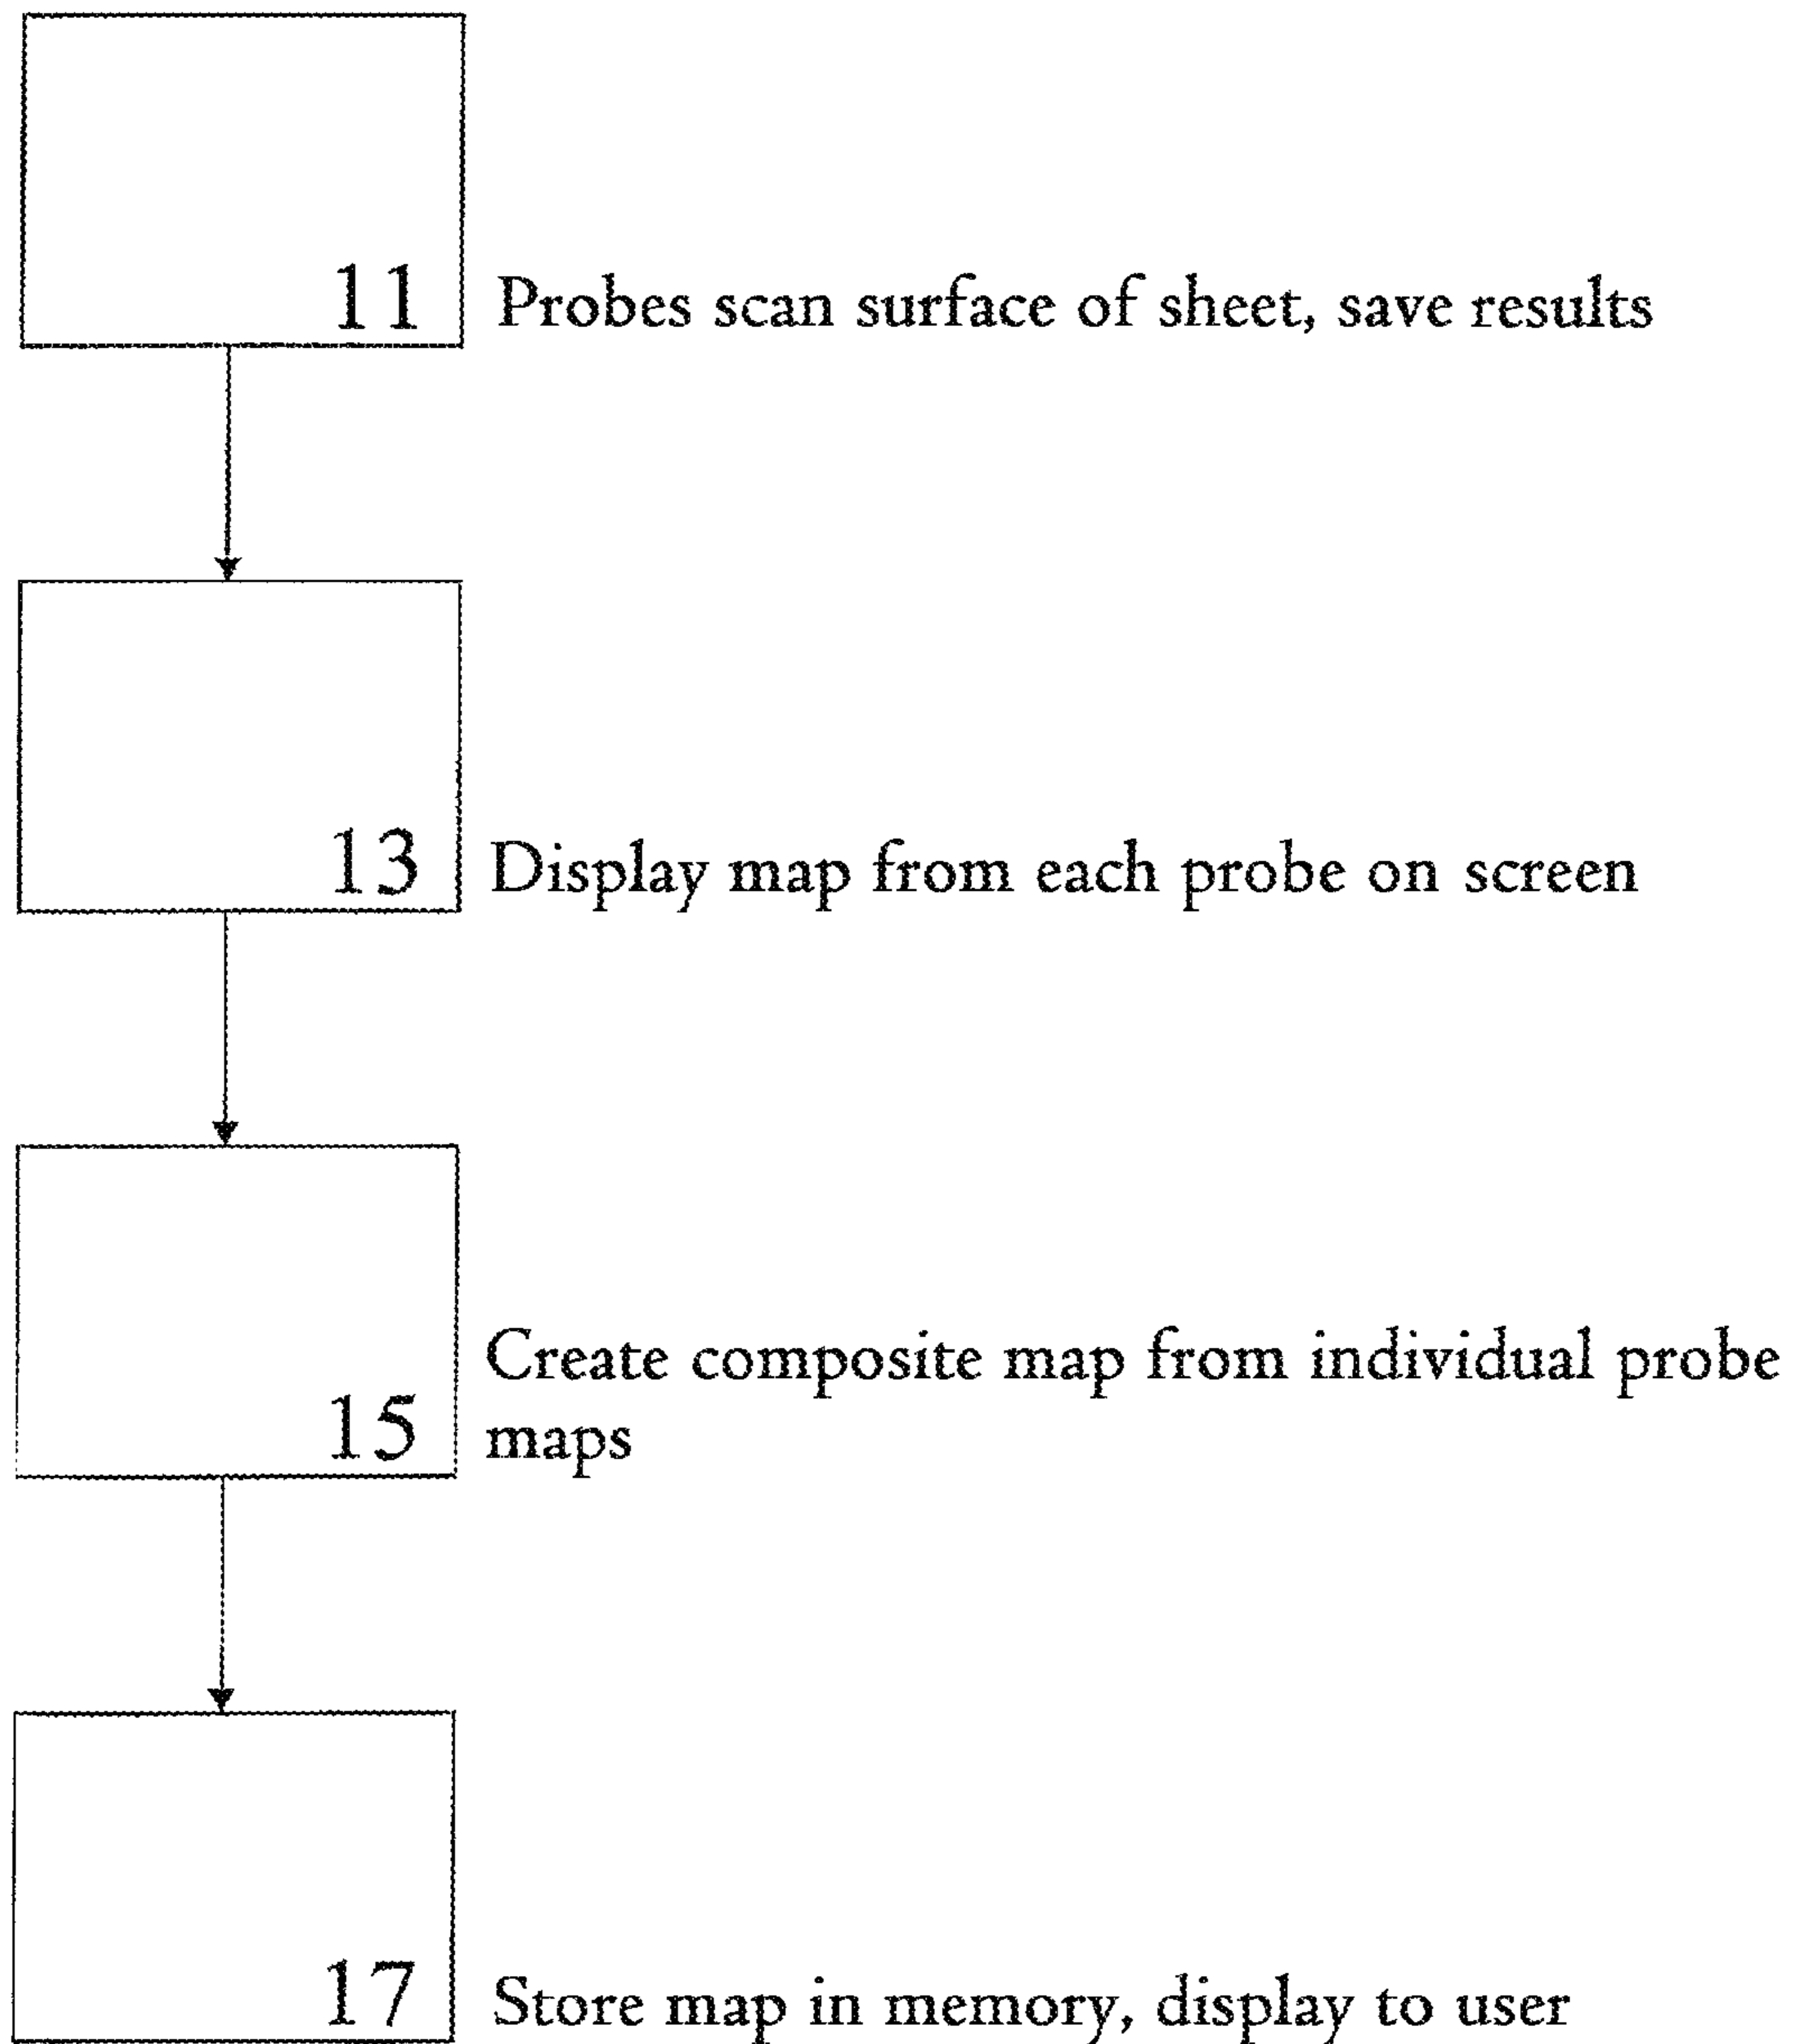 11 Probes scan surface of sheet, save results
13 Display map from each probe on screen
Create composite map from individual probe
15 maps
17 Store map in memory, display to user